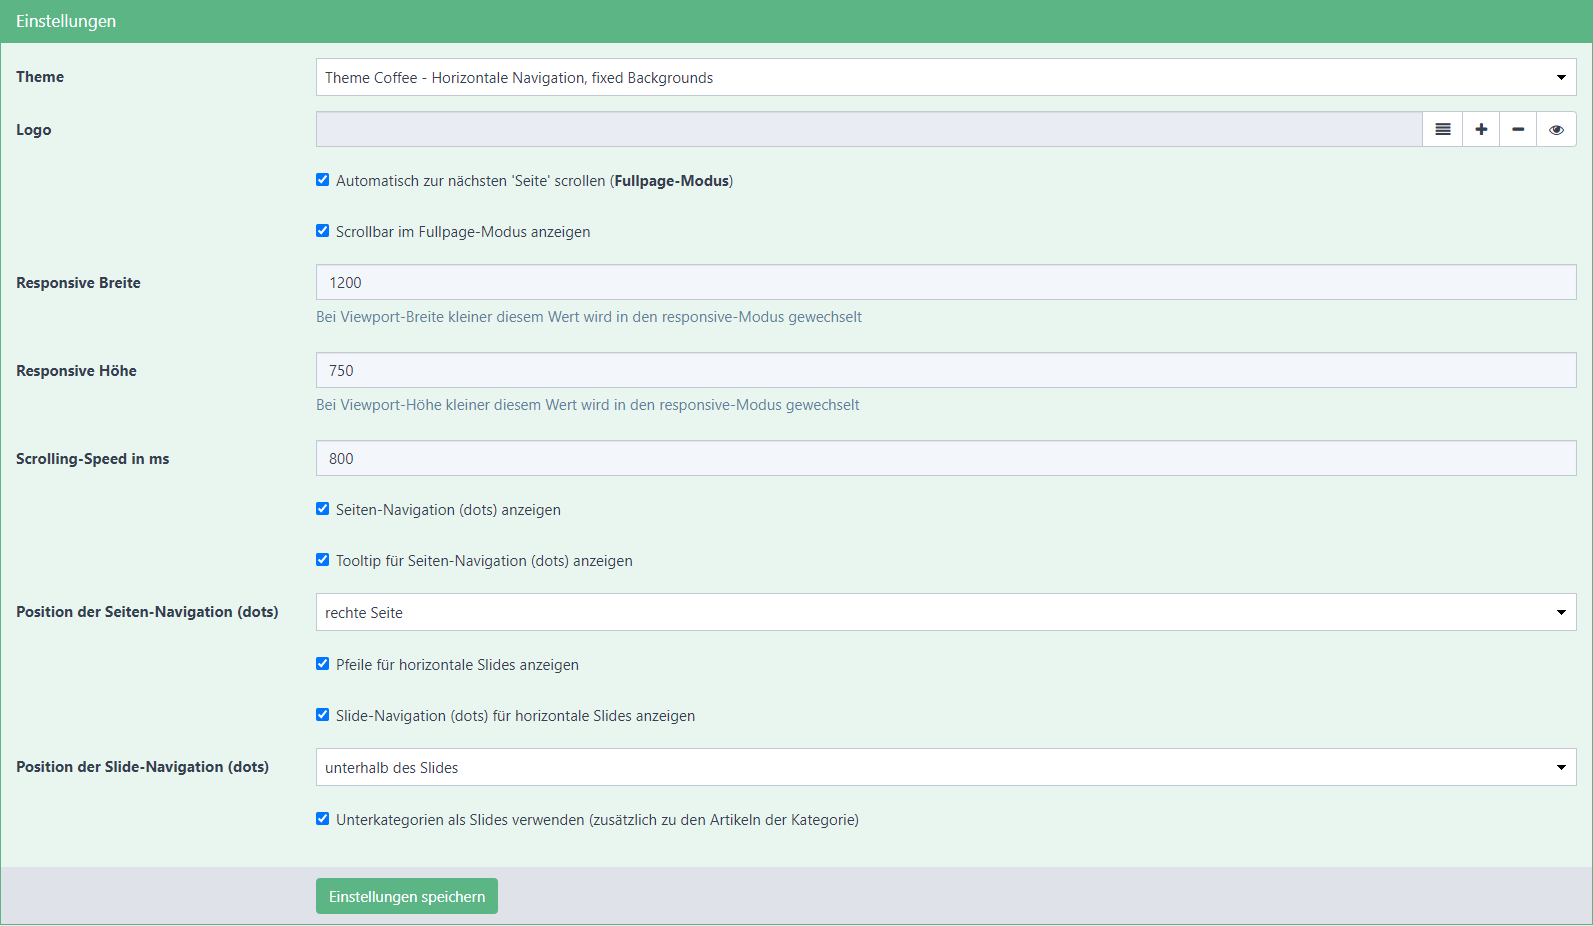 Einstellungen
Theme
Theme Coffee - Horizontale Navigation, fixed Backgrounds
Logo
Automatisch zur nächsten 'Seite' scrollen (Fullpage-Modus)
Scrollbar im Fullpage-Modus anzeigen
Responsive Breite
1200
Bei Viewport-Breite kleiner diesem Wert wird in den responsive-Modus gewechselt
Responsive Höhe
750
Bei Viewport-Höhe kleiner diesem Wert wird in den responsive-Modus gewechselt
Scrolling-Speed in ms
800
Seiten-Navigation (dots) anzeigen
Tooltip für Seiten-Navigation (dots) anzeigen
Position der Seiten-Navigation (dots)
rechte Seite
Pfeile für horizontale Slides anzeigen
Slide-Navigation (dots) für horizontale Slides anzeigen
Position der Slide-Navigation (dots)
unterhalb des Slides
Unterkategorien als Slides verwenden (zusätzlich zu den Artikeln der Kategorie)
Einstellungen speichern